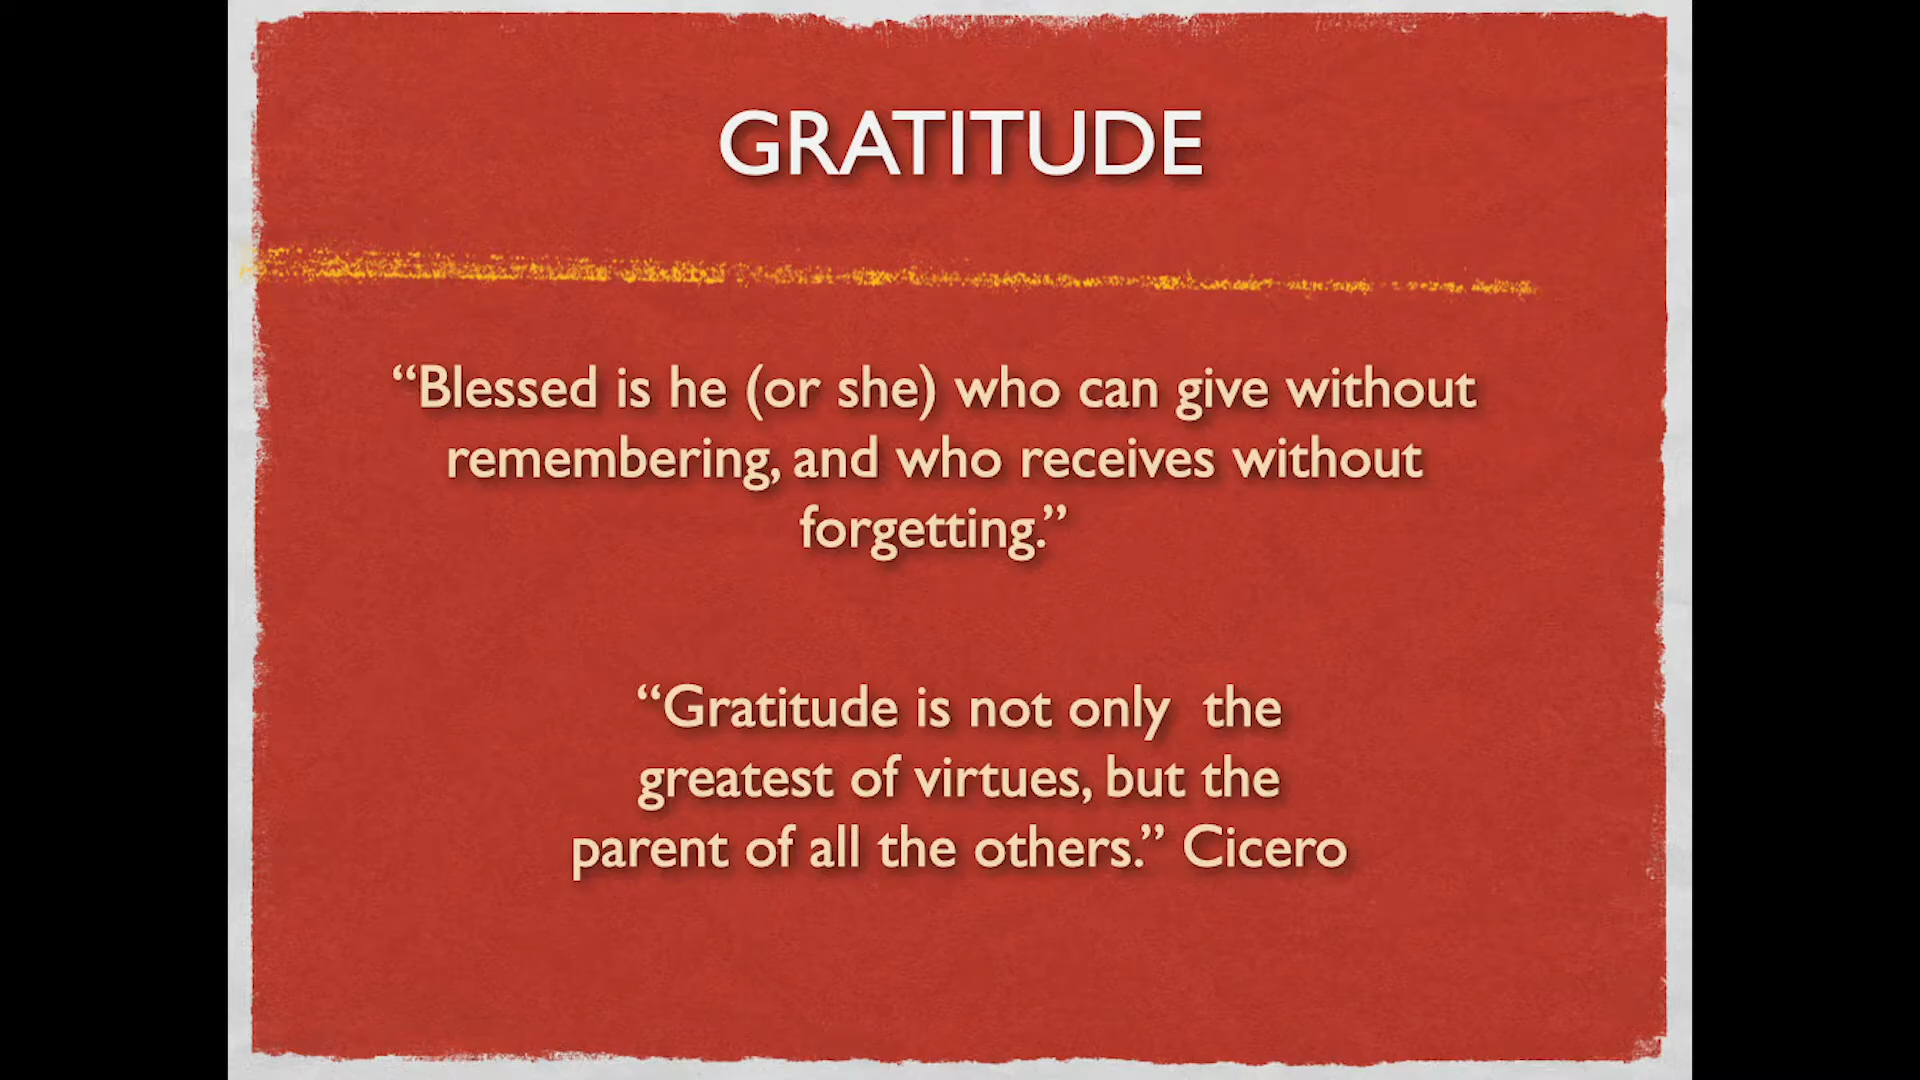 GRATITUDE
“Blessed is he (or she) who can give without
remembering, and who receives without
forgetting.”
“Gratitude is not only  the
greatest of virtues, but the
parent of all the others.” Cicero